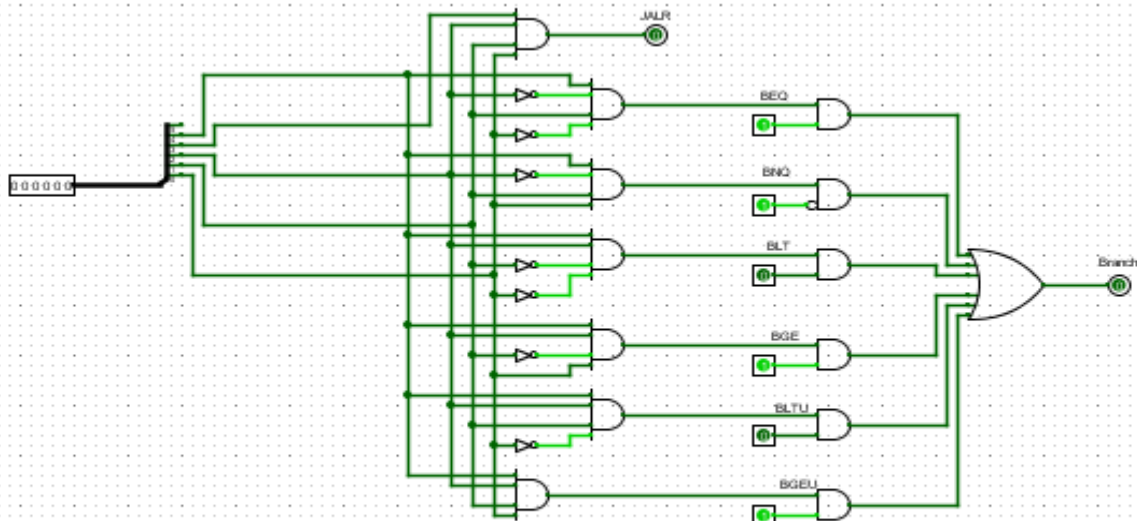 JALR
BEQ
000000
BNQ
BLT
Branch
BGE
BLTU
BGEU